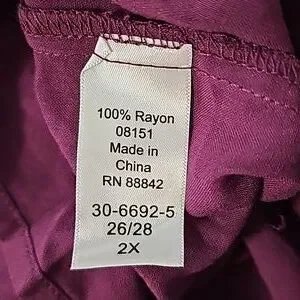 100% Rayon
08151
Made in
China
RN 88842
30-6692-5
26/28
2X